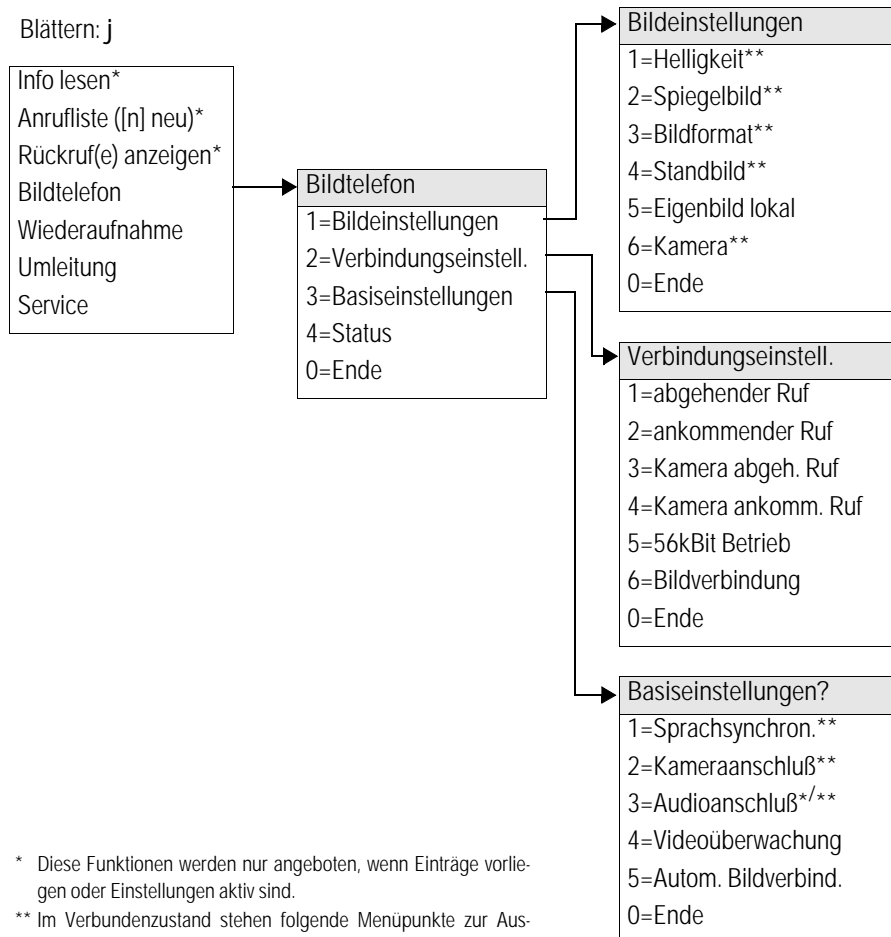 Blättern: j
Info lesen*
Anrufliste ([n] neu)*
Rückruf(e) anzeigen*
Bildtelefon
Wiederaufnahme
Umleitung
Service
Bildtelefon
1=Bildeinstellungen
2=Verbindungseinstell.
3=Basiseinstellungen
4=Status
0=Ende
Bildeinstellungen
1=Helligkeit**
2=Spiegelbild**
3=Bildformat**
4=Standbild**
5=Eigenbild lokal
6=Kamera**
0=Ende
Verbindungseinstell.
1=abgehender Ruf
2=ankommender Ruf
3=Kamera abgeh. Ruf
4=Kamera ankomm. Ruf
5=56kBit Betrieb
6=Bildverbindung
0=Ende
Basiseinstellungen?
1=Sprachsynchron.**
2=Kameraanschluß**
3=Audioanschluß*/**
4=Videoüberwachung
5=Autom. Bildverbind.
0=Ende
* Diese Funktionen werden nur angeboten, wenn Einträge vorlie-
gen oder Einstellungen aktiv sind.
** Im Verbundenzustand stehen folgende Menüpunkte zur Aus-